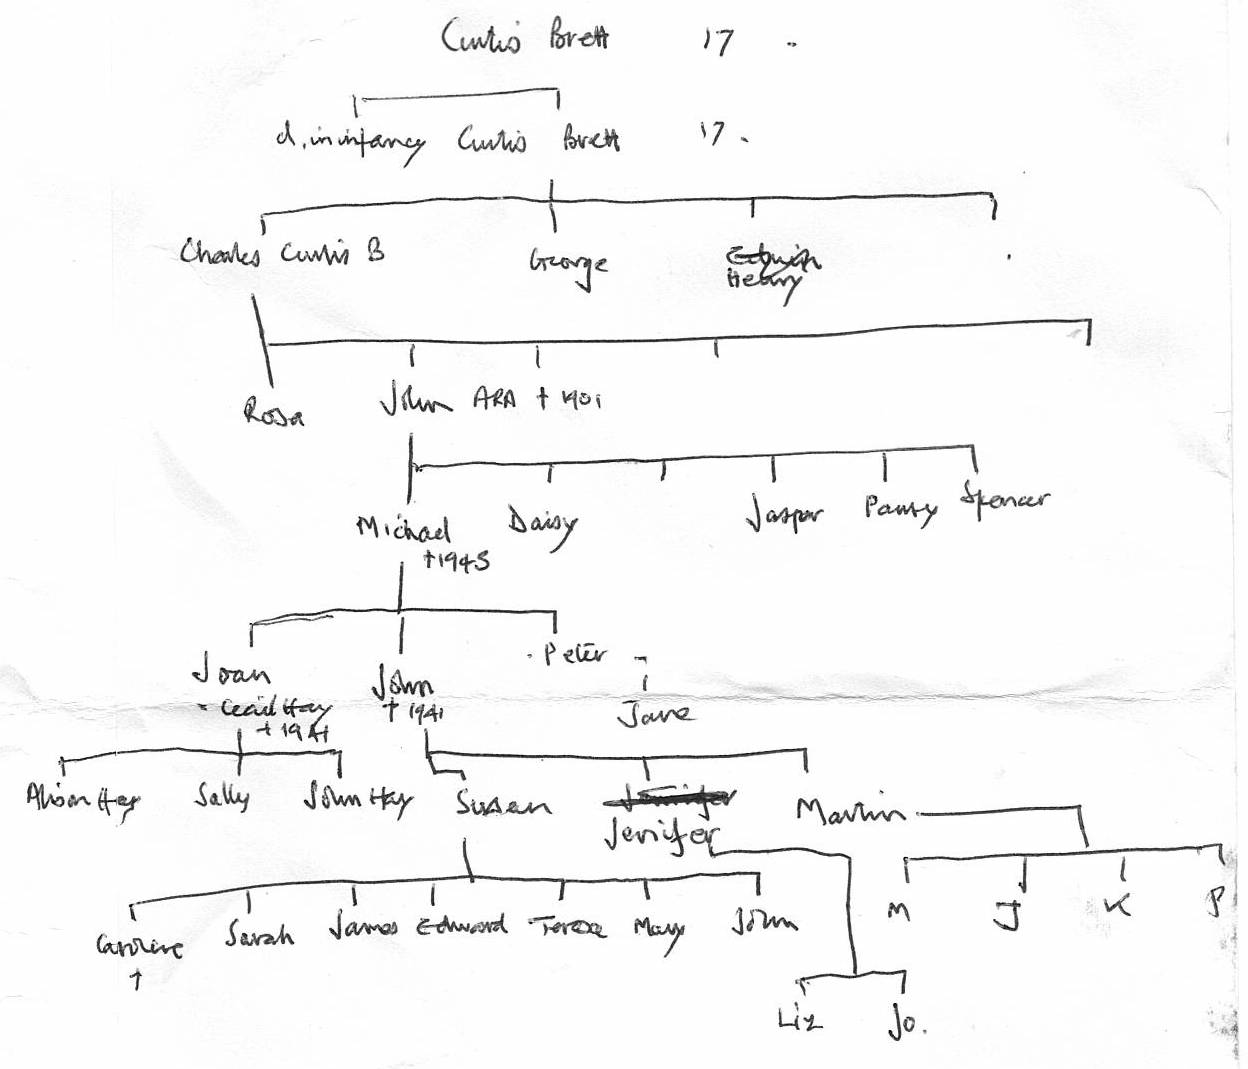 Curtis Brett 17 ..
d. in infancy Curtis Brett 17 .
Charles Curtis B George Edwin
Henry
Rosa John ARA † 1901
Michael Daisy Jasper Pansy Spencer
† 1945
Joan John Peter
Cecil Hay † 1941 Jane
† 1941
Alison Hay Sally John Hay Susan Jennifer Martin
Jenifer
M J K P
Caroline Sarah James Edward Teresa Mary John
†
Liz Jo.